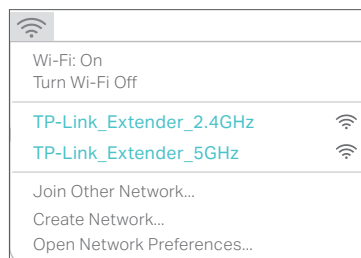 Wi-Fi: On
Turn Wi-Fi Off
TP-Link_Extender_2.4GHz
TP-Link_Extender_5GHz
Join Other Network...
Create Network...
Open Network Preferences...